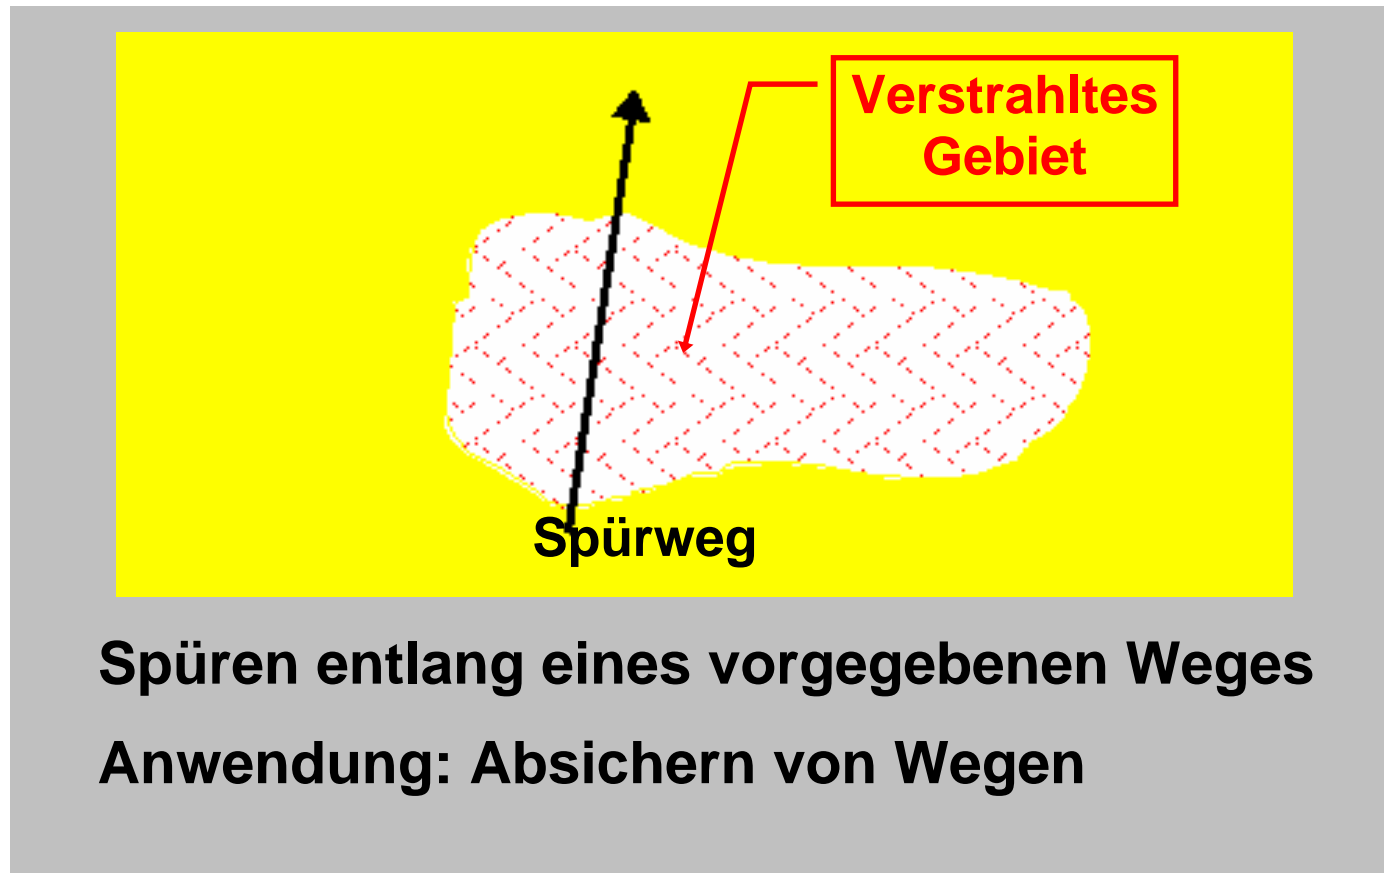 Verstrahltes
Gebiet
Spürweg
Spüren entlang eines vorgegebenen Weges
Anwendung: Absichern von Wegen